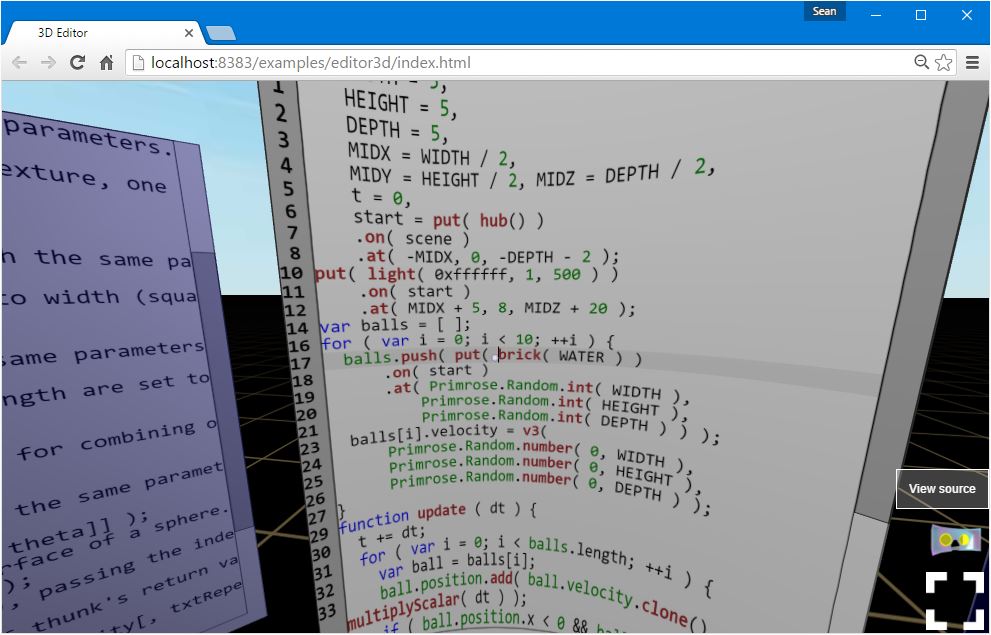 Sean
3D Editor
localhost:8383/examples/editor3d/index.html
parameters.
exture, one
n the same pa
to width (squa
same parameters
ngth are set to
for combining o
the same paramet
theta]] );
rface of a sphere.
);
, passing the inde
thunk's return va
ity[, txtRepe
1
2 HEIGHT = 5,
3 DEPTH = 5,
4 MIDX = WIDTH / 2,
5 MIDY = HEIGHT / 2, MIDZ = DEPTH / 2,
6 t = 0,
7 start = put( hub() )
8 .on( scene )
.at( -MIDX, 0, -DEPTH - 2 );
10 put( light( 0xffffff, 1, 500 ) )
11 .on( start )
12 .at( MIDX + 5, 8, MIDZ + 20 );
14 var balls = [ ];
16 for ( var i = 0; i < 10; ++i ) {
17 balls.push( put( brick( WATER ) )
18 .on( start )
19 .at( Primrose.Random.int( WIDTH ),
20 Primrose.Random.int( HEIGHT ),
21 Primrose.Random.int( DEPTH ) ) );
balls[i].velocity = v3(
23 Primrose.Random.number( 0, WIDTH ),
24 Primrose.Random.number( 0, HEIGHT ),
25 Primrose.Random.number( 0, DEPTH ) );
26 }
27 function update ( dt ) {
29 t += dt;
30 for ( var i = 0; i < balls.length; ++i ) {
31 var ball = balls[i];
32 ball.position.add( ball.velocity.clone()
33 multiplyScalar( dt ) );
if ( ball.position.x < 0 &&
View source